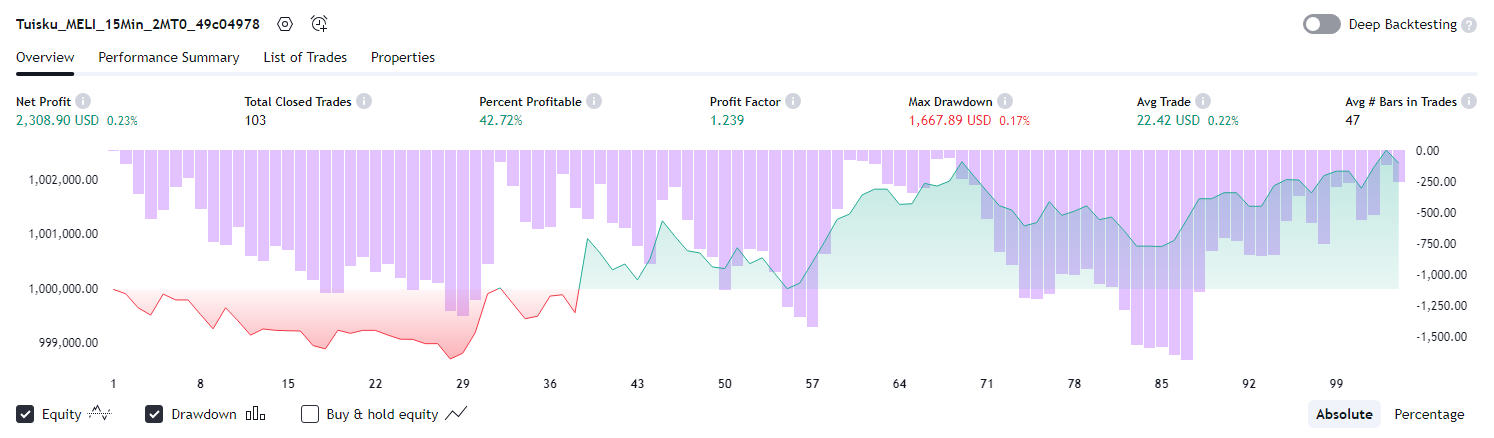 Tuisku_MELI_15Min_2MT0_49c04978 Deep Backtesting ?
Overview Performance Summary List of Trades Properties
Net Profit i Total Closed Trades i Percent Profitable i Profit Factor i Max Drawdown i Avg Trade i Avg # Bars in Trades i
2,308.90 USD 0.23% 103 42.72% 1.239 1,667.89 USD 0.17% 22.42 USD 0.22% 47
0.00
1,002,000.00 -250.00
-500.00
1,001,000.00 -750.00
-1,000.00
1,000,000.00 -1,250.00
999,000.00 -1,500.00
1 8 15 22 29 36 43 50 57 64 71 78 85 92 99
Equity Drawdown Buy & hold equity Absolute Percentage